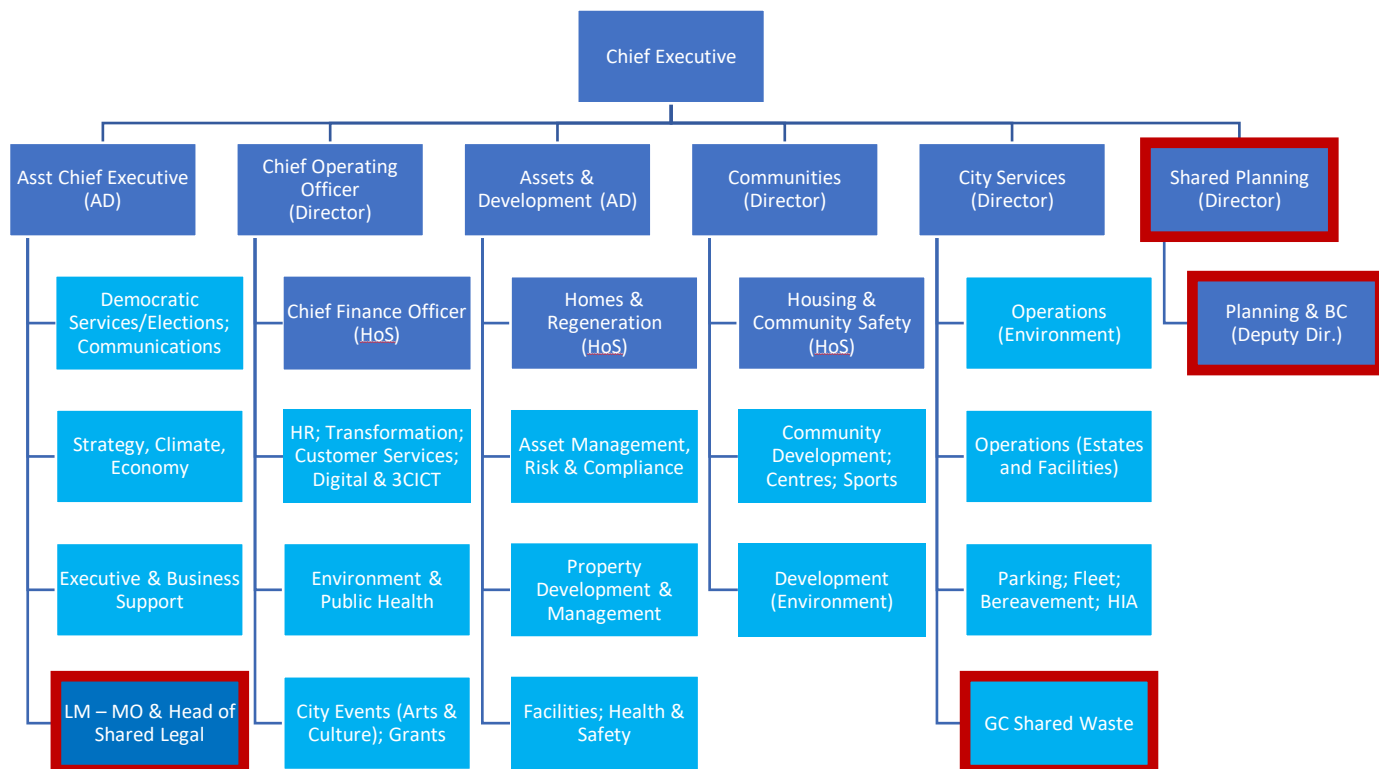 Chief Executive
Asst Chief Executive
(AD)
Chief Operating
Officer
(Director)
Assets &
Development (AD)
Communities
(Director)
City Services
(Director)
Shared Planning
(Director)
Democratic
Services/Elections;
Communications
Chief Finance Officer
(HoS)
Homes &
Regeneration
(HoS)
Housing &
Community Safety
(HoS)
Operations
(Environment)
Planning & BC
(Deputy Dir.)
Strategy, Climate,
Economy
HR; Transformation;
Customer Services;
Digital & 3CICT
Asset Management,
Risk & Compliance
Community
Development;
Centres; Sports
Operations (Estates
and Facilities)
Executive & Business
Support
Environment &
Public Health
Property
Development &
Management
Development
(Environment)
Parking; Fleet;
Bereavement; HIA
LM – MO & Head of
Shared Legal
City Events (Arts &
Culture); Grants
Facilities; Health &
Safety
GC Shared Waste